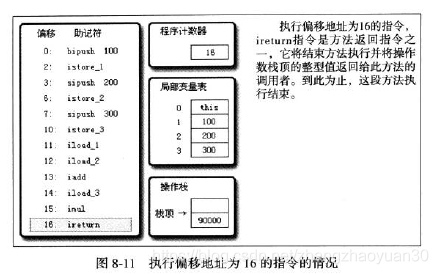 偏移 助记符
0: bipush 100
2: istore_1
3: sipush 200
6: istore_2
7: sipush 300
10: istore_3
11: iload_1
12: iload_2
13: iadd
14: iload_3
15: imul
16: ireturn
程序计数器
16
局部变量表
0 this
1 100
2 200
3 300
操作栈
栈顶 →
90000
执行偏移地址为16的指令,
ireturn指令是方法返回指令之
一,它将结束方法执行并将操作
数栈顶的整型值返回给此方法的
调用者。到此为止,这段方法执
行结束。
图 8-11 执行偏移地址为 16 的指令的情况